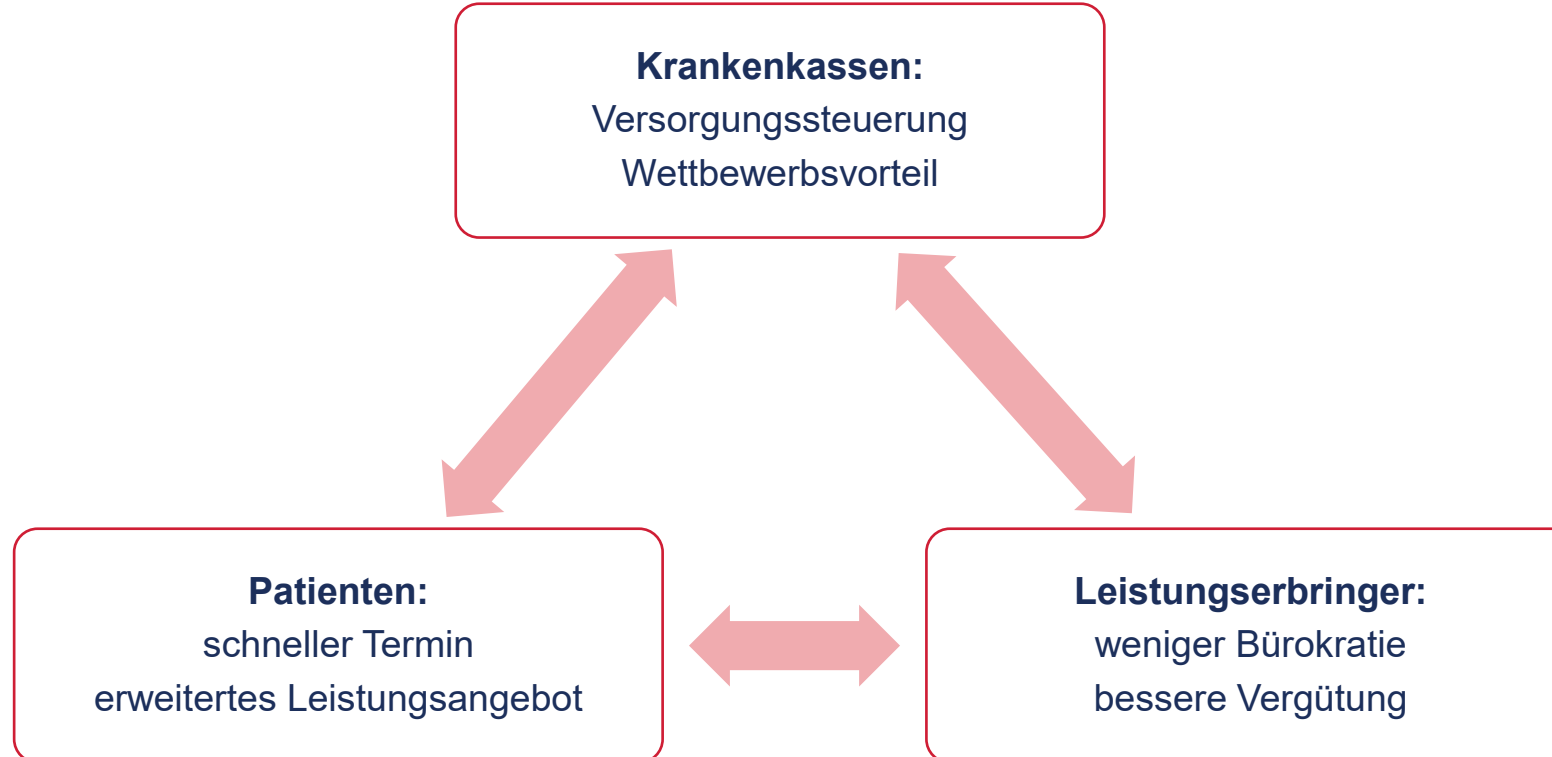 Krankenkassen:
Versorgungssteuerung
Wettbewerbsvorteil
Patienten:
schneller Termin
erweitertes Leistungsangebot
Leistungserbringer:
weniger Bürokratie
bessere Vergütung